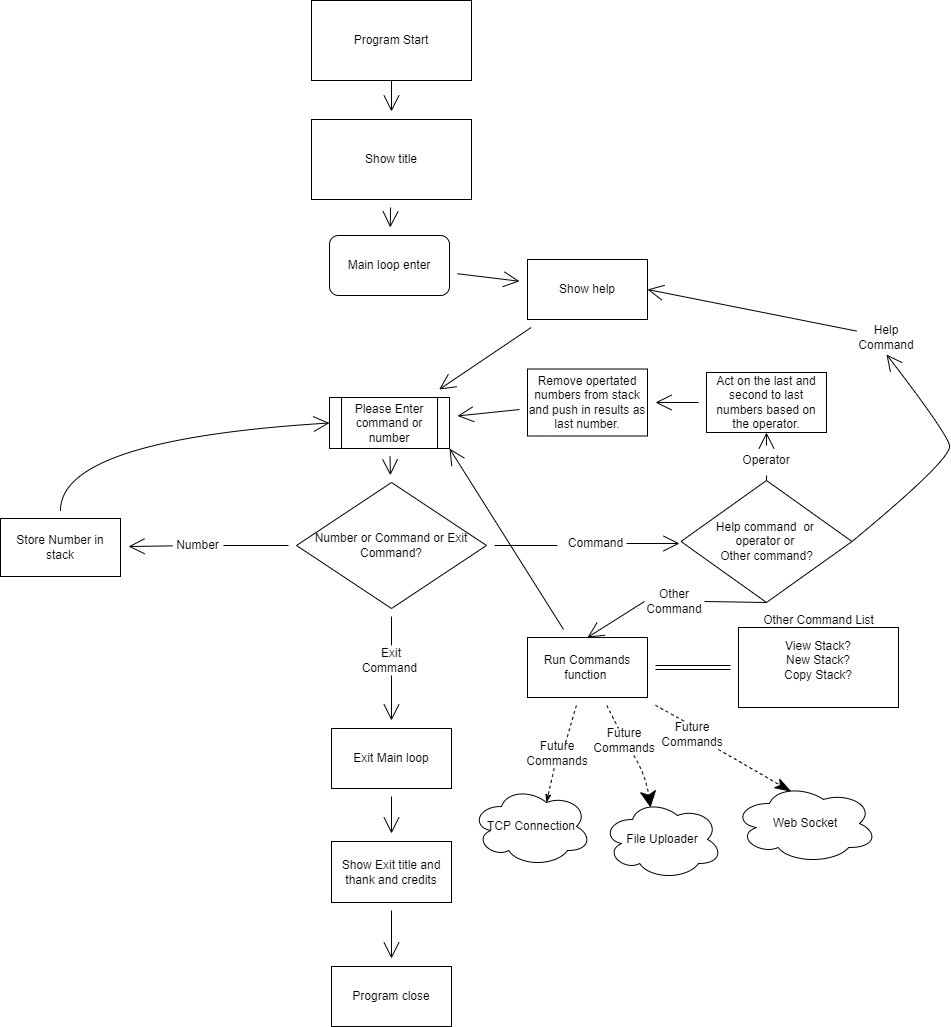 Program Start
Show title
Main loop enter
Show help
Help
Command
Remove opertated
numbers from stack
and push in results as
last number.
Act on the last and
second to last
numbers based on
the operator.
Please Enter
command or
number
Operator
Store Number in
stack
Number
Number or Command or Exit
Command?
Command
Help command or
operator or
Other command?
Other
Command
Other Command List
View Stack?
New Stack?
Copy Stack?
Exit
Command
Run Commands
function
Future
Commands
Future
Commands
Future
Commands
Exit Main loop
TCP Connection
File Uploader
Web Socket
Show Exit title and
thank and credits
Program close